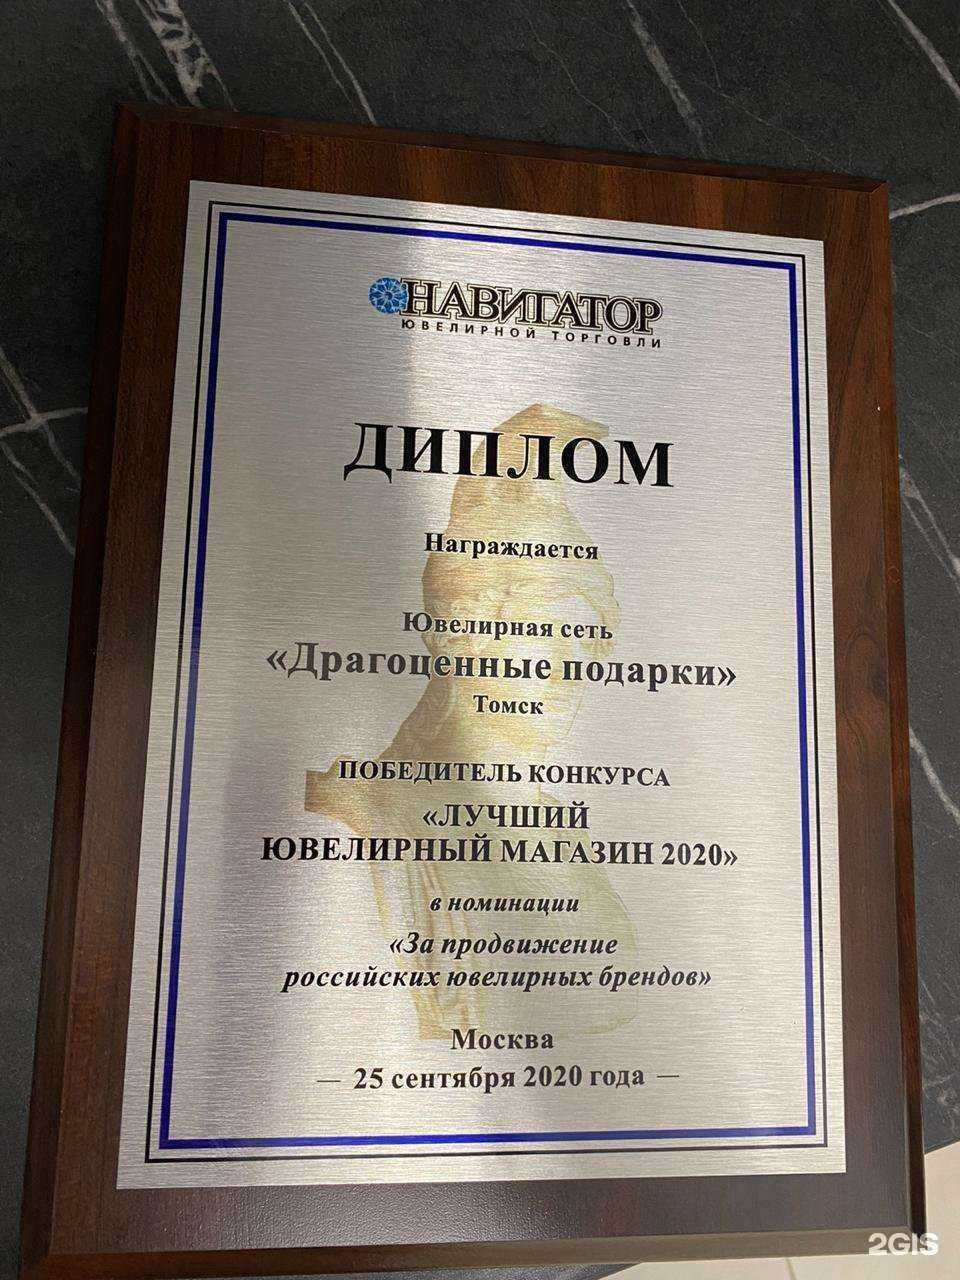 НАВИГАТОР
ЮВЕЛИРНОЙ ТОРГОВЛИ
ДИПЛОМ
Награждается
Ювелирная сеть
«Драгоценные подарки»
Томск
ПОБЕДИТЕЛЬ КОНКУРСА
«ЛУЧШИЙ
ЮВЕЛИРНЫЙ МАГАЗИН 2020»
в номинации
«За продвижение
российских ювелирных брендов»
Москва
— 25 сентября 2020 года —
2GIS